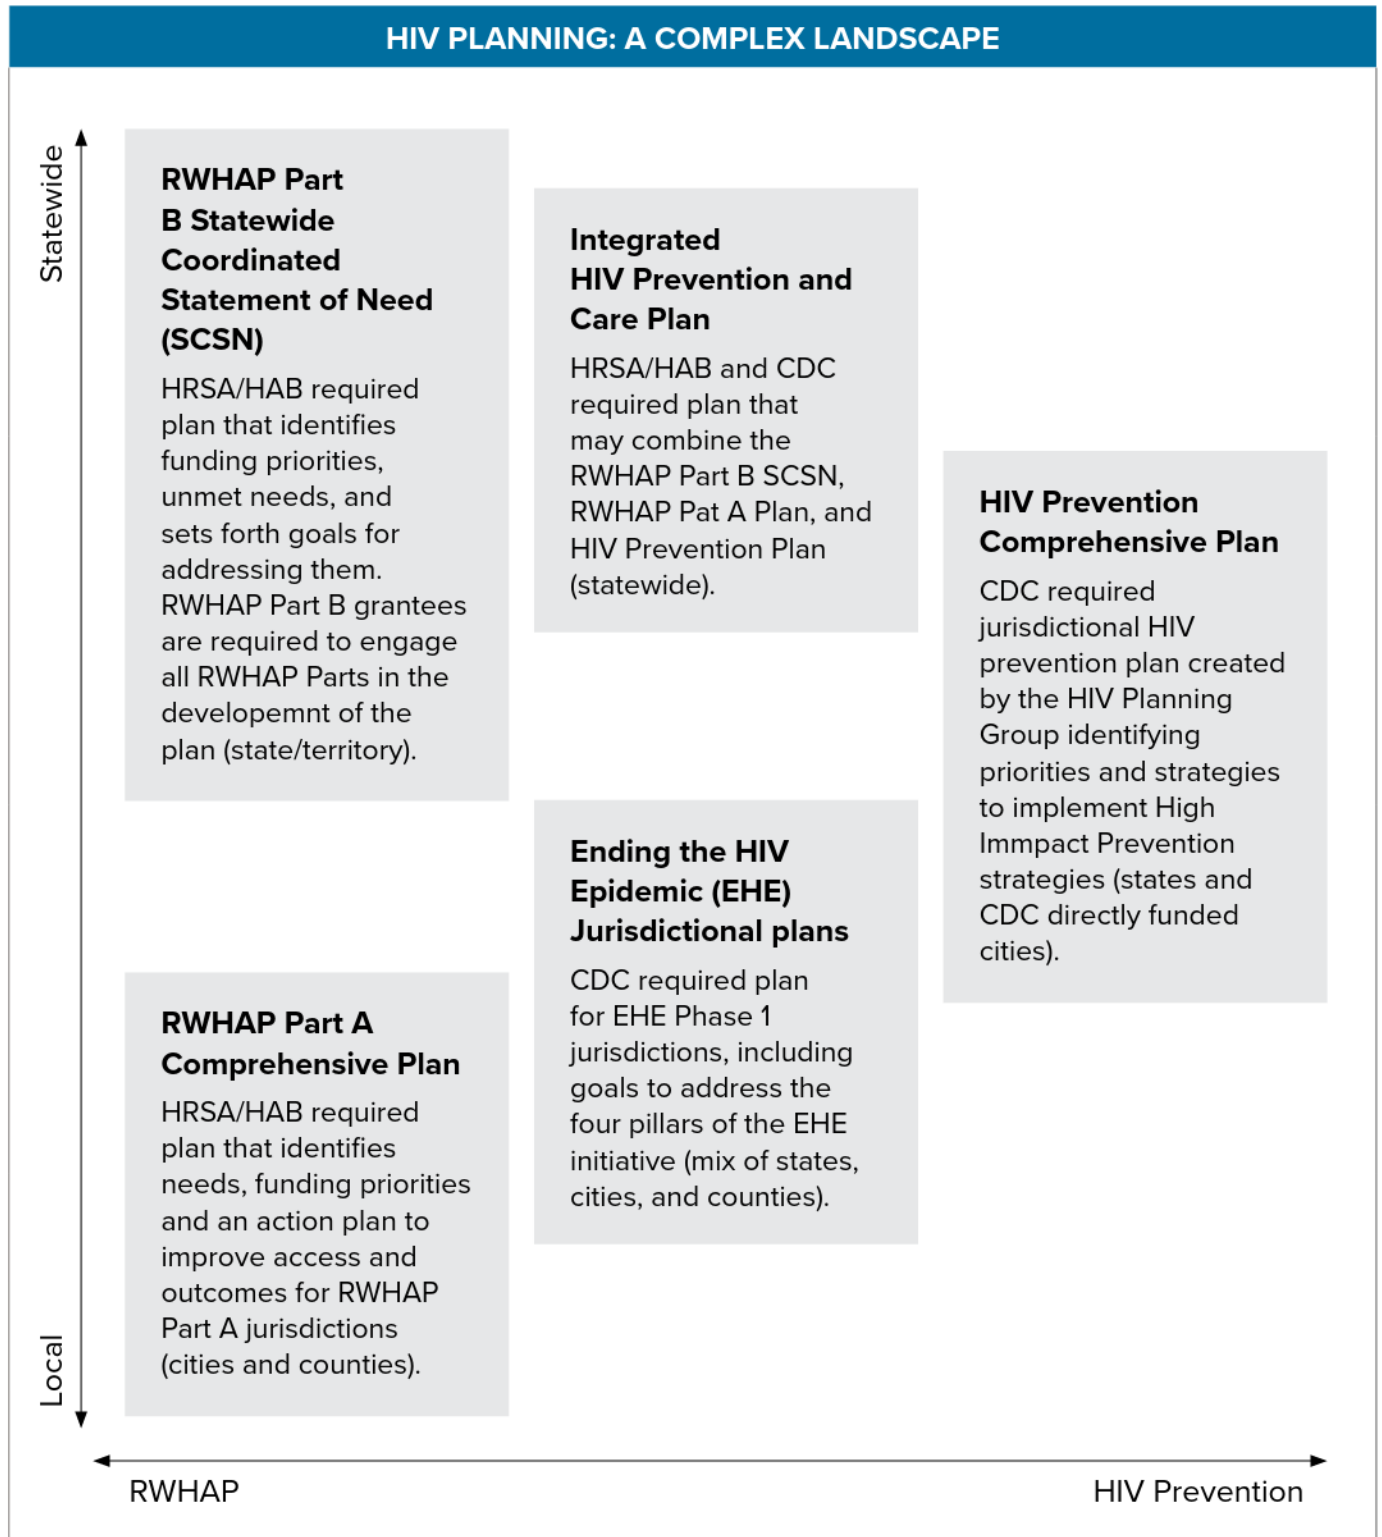 HIV PLANNING: A COMPLEX LANDSCAPE
Statewide
RWHAP Part
B Statewide
Coordinated
Statement of Need
(SCSN)
HRSA/HAB required
plan that identifies
funding priorities,
unmet needs, and
sets forth goals for
addressing them.
RWHAP Part B grantees
are required to engage
all RWHAP Parts in the
developemnt of the
plan (state/territory).
Integrated
HIV Prevention and
Care Plan
HRSA/HAB and CDC
required plan that
may combine the
RWHAP Part B SCSN,
RWHAP Pat A Plan, and
HIV Prevention Plan
(statewide).
HIV Prevention
Comprehensive Plan
CDC required
jurisdictional HIV
prevention plan created
by the HIV Planning
Group identifying
priorities and strategies
to implement High
Immpact Prevention
strategies (states and
CDC directly funded
cities).
Ending the HIV
Epidemic (EHE)
Jurisdictional plans
CDC required plan
for EHE Phase 1
jurisdictions, including
goals to address the
four pillars of the EHE
initiative (mix of states,
cities, and counties).
RWHAP Part A
Comprehensive Plan
HRSA/HAB required
plan that identifies
needs, funding priorities
and an action plan to
improve access and
outcomes for RWHAP
Part A jurisdictions
(cities and counties).
Local
RWHAP
HIV Prevention